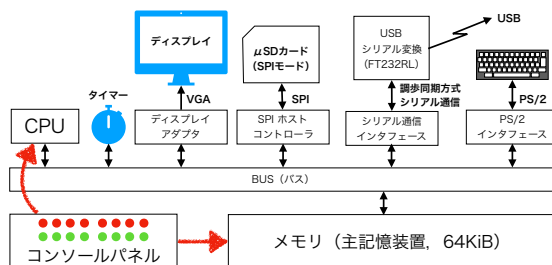 ディスプレイ
μSDカード
(SPIモード)
USB
シリアル変換
(FT232RL)
USB
タイマー
VGA
SPI
調歩同期方式
シリアル通信
PS/2
CPU
ディスプレイ
アダプタ
SPI ホスト
コントローラ
シリアル通信
インタフェース
PS/2
インタフェース
BUS(バス)
コンソールパネル
メモリ(主記憶装置,64KiB)